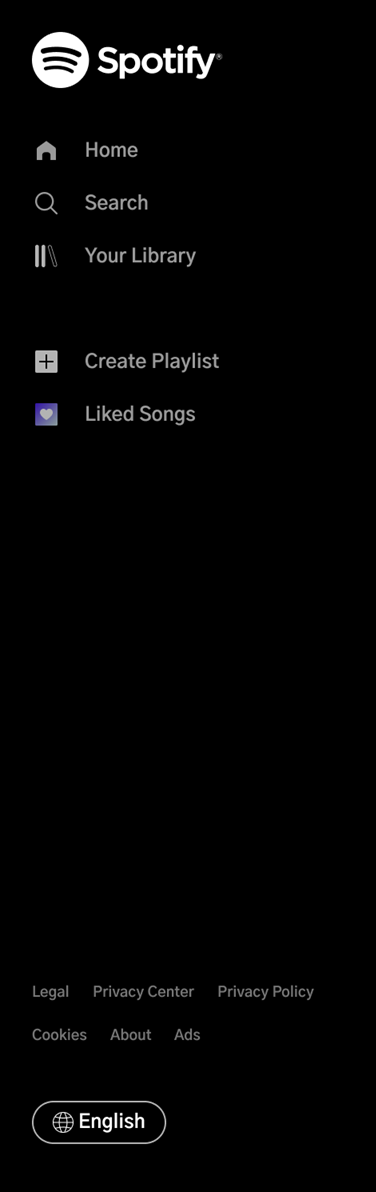 Spotify®
Home
Search
Your Library
Create Playlist
Liked Songs
Legal Privacy Center Privacy Policy
Cookies About Ads
English